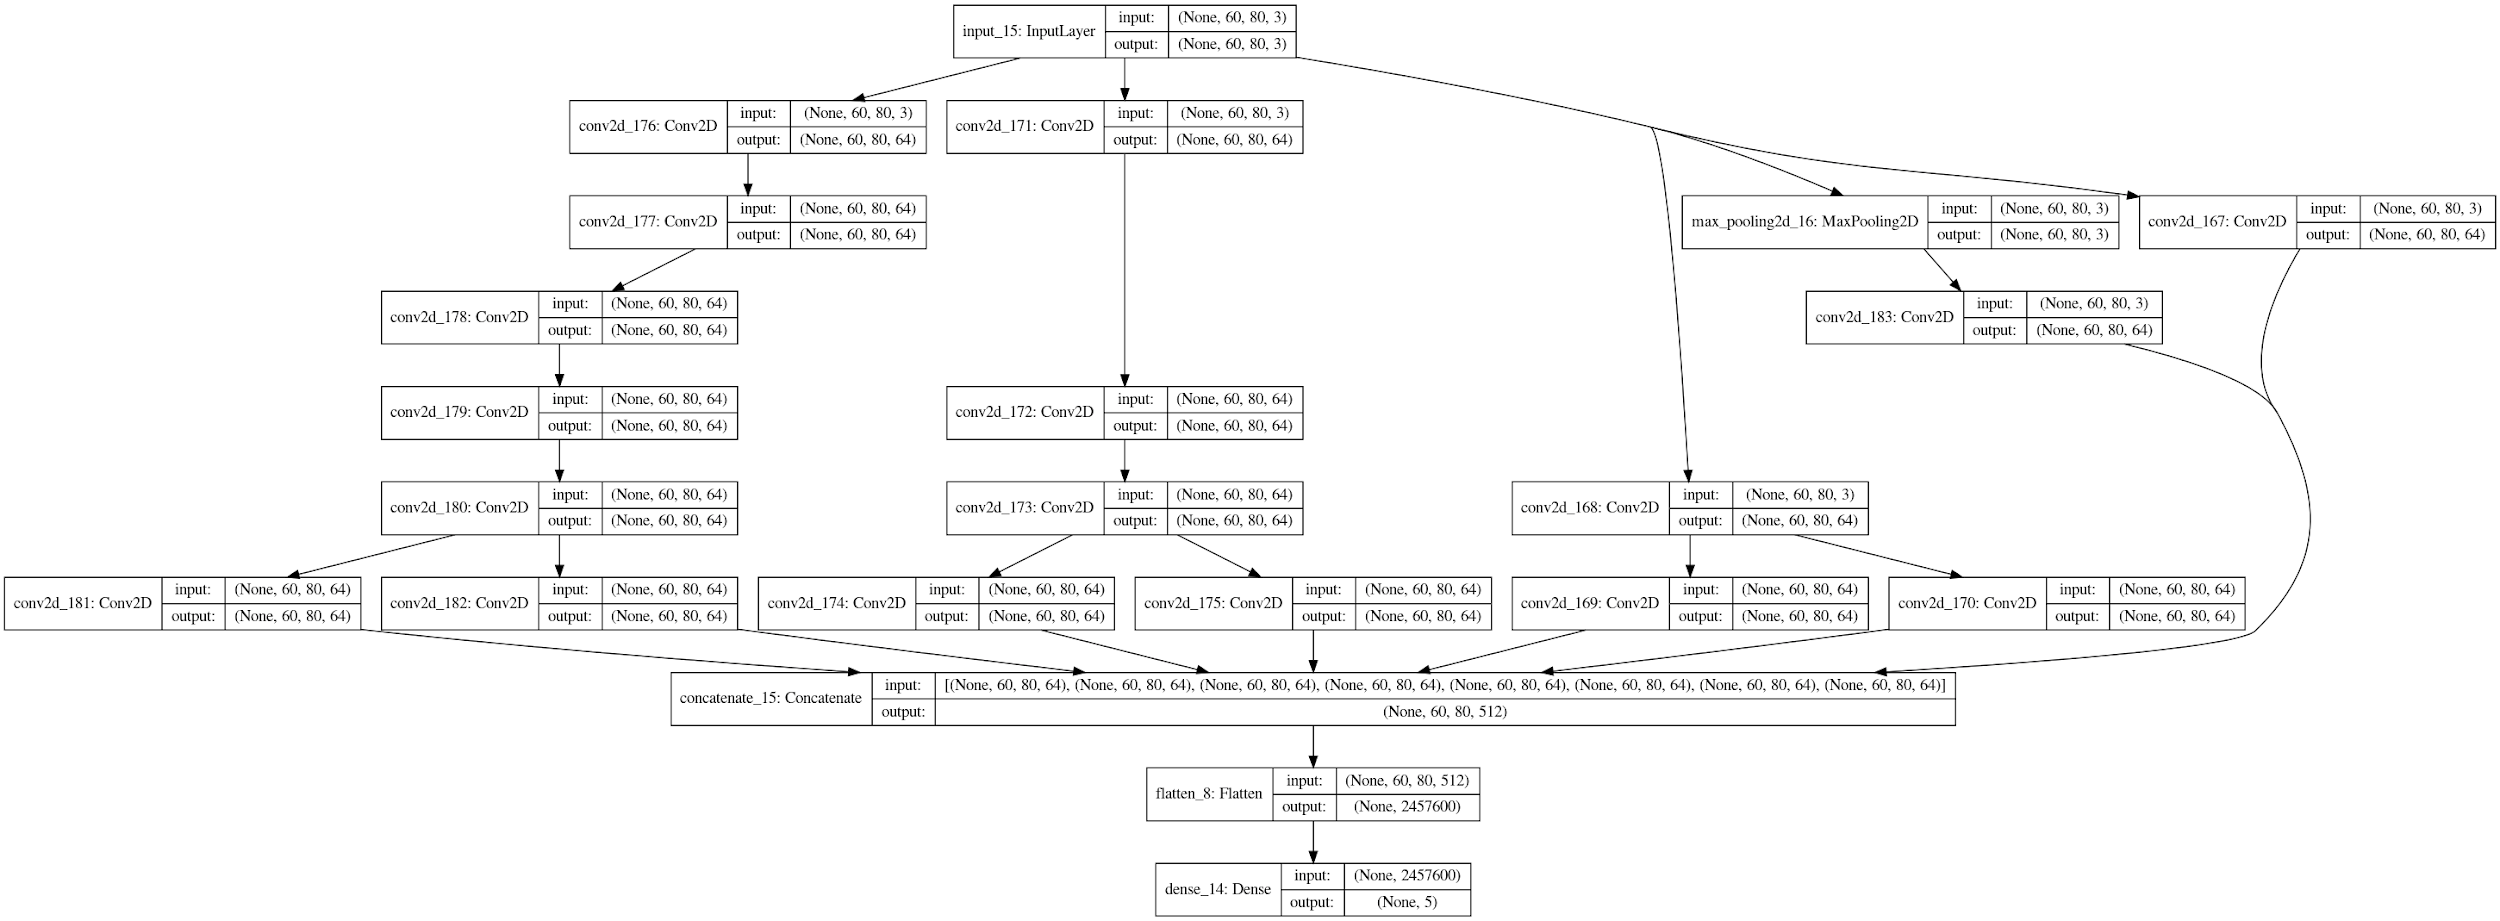 input_15: InputLayer
input: (None, 60, 80, 3)
output: (None, 60, 80, 3)
conv2d_176: Conv2D
input: (None, 60, 80, 3)
output: (None, 60, 80, 64)
conv2d_171: Conv2D
input: (None, 60, 80, 3)
output: (None, 60, 80, 64)
conv2d_177: Conv2D
input: (None, 60, 80, 64)
output: (None, 60, 80, 64)
max_pooling2d_16: MaxPooling2D
input: (None, 60, 80, 3)
output: (None, 60, 80, 3)
conv2d_167: Conv2D
input: (None, 60, 80, 3)
output: (None, 60, 80, 64)
conv2d_178: Conv2D
input: (None, 60, 80, 64)
output: (None, 60, 80, 64)
conv2d_183: Conv2D
input: (None, 60, 80, 3)
output: (None, 60, 80, 64)
conv2d_179: Conv2D
input: (None, 60, 80, 64)
output: (None, 60, 80, 64)
conv2d_172: Conv2D
input: (None, 60, 80, 64)
output: (None, 60, 80, 64)
conv2d_180: Conv2D
input: (None, 60, 80, 64)
output: (None, 60, 80, 64)
conv2d_173: Conv2D
input: (None, 60, 80, 64)
output: (None, 60, 80, 64)
conv2d_168: Conv2D
input: (None, 60, 80, 3)
output: (None, 60, 80, 64)
conv2d_181: Conv2D
input: (None, 60, 80, 64)
output: (None, 60, 80, 64)
conv2d_182: Conv2D
input: (None, 60, 80, 64)
output: (None, 60, 80, 64)
conv2d_174: Conv2D
input: (None, 60, 80, 64)
output: (None, 60, 80, 64)
conv2d_175: Conv2D
input: (None, 60, 80, 64)
output: (None, 60, 80, 64)
conv2d_169: Conv2D
input: (None, 60, 80, 64)
output: (None, 60, 80, 64)
conv2d_170: Conv2D
input: (None, 60, 80, 64)
output: (None, 60, 80, 64)
concatenate_15: Concatenate
input: [(None, 60, 80, 64), (None, 60, 80, 64), (None, 60, 80, 64), (None, 60, 80, 64), (None, 60, 80, 64), (None, 60, 80, 64), (None, 60, 80, 64), (None, 60, 80, 64)]
output: (None, 60, 80, 512)
flatten_8: Flatten
input: (None, 60, 80, 512)
output: (None, 2457600)
dense_14: Dense
input: (None, 2457600)
output: (None, 5)